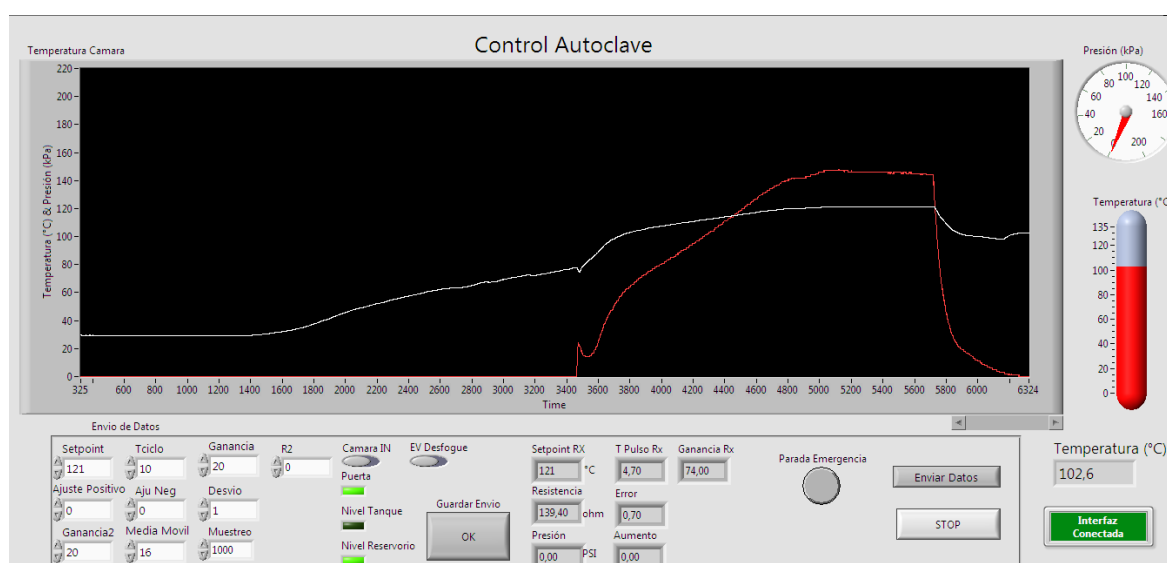 Control Autoclave
Temperatura Camara
Presión (kPa)
Temperatura (°C) & Presión (kPa)
220
200
180
160
140
120
100
80
60
40
20
0
325 600 800 1000 1200 1400 1600 1800 2000 2200 2400 2600 2800 3000 3200 3400 3600 3800 4000 4200 4400 4600 4800 5000 5200 5400 5600 5800 6000 6324
Time
0 20 40 60 80 100 120 140 160 200
Temperatura (°C
135
120
100
80
60
40
20
0
Envio de Datos
Setpoint Tciclo Ganancia R2 Camara IN EV Desfogue Setpoint RX T Pulso Rx Ganancia Rx
121 10 20 0 121 °C 4,70 74,00
Ajuste Positivo Aju Neg Desvio Puerta Resistencia Error
0 0 1 139,40 ohm 0,70
Ganancia2 Media Movil Muestreo Nivel Tanque Guardar Envio Presión Aumento
20 16 1000 Nivel Reservorio OK 0,00 PSI 0,00
Parada Emergencia
Enviar Datos
STOP
Temperatura (°C)
102,6
Interfaz
Conectada